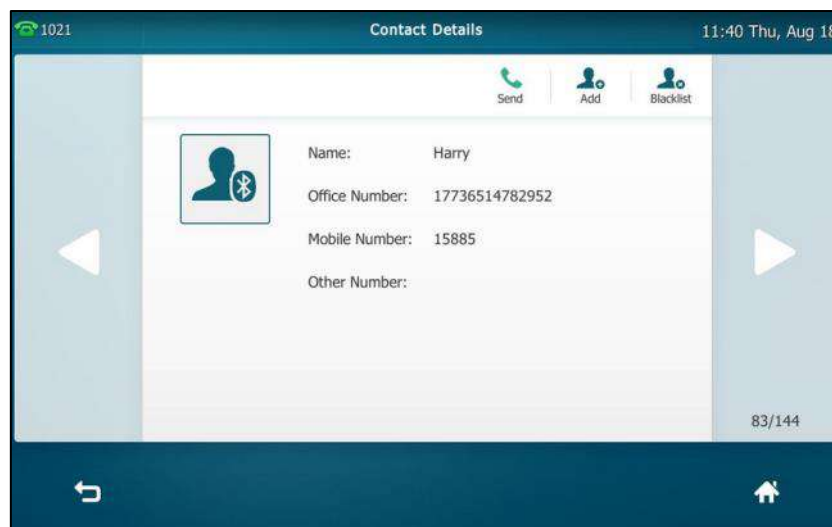 1021 Contact Details 11:40 Thu, Aug 18
Send Add Blacklist
Name: Harry
Office Number: 17736514782952
Mobile Number: 15885
Other Number:
83/144